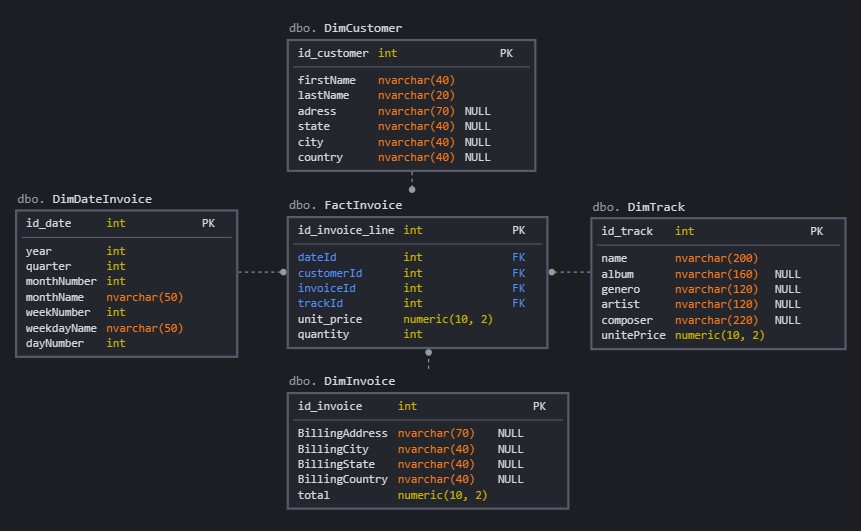 dbo. DimCustomer
id_customer int PK
firstName nvarchar(40)
lastName nvarchar(20)
adress nvarchar(70) NULL
state nvarchar(40) NULL
city nvarchar(40) NULL
country nvarchar(40) NULL
dbo. DimDateInvoice
id_date int PK
year int
quarter int
monthNumber int
monthName nvarchar(50)
weekNumber int
weekdayName nvarchar(50)
dayNumber int
dbo. FactInvoice
id_invoice_line int PK
dateId int FK
customerId int FK
invoiceId int FK
trackId int FK
unit_price numeric(10, 2)
quantity int
dbo. DimTrack
id_track int PK
name nvarchar(200)
album nvarchar(160) NULL
genero nvarchar(120) NULL
artist nvarchar(120) NULL
composer nvarchar(220) NULL
unitePrice numeric(10, 2)
dbo. DimInvoice
id_invoice int PK
BillingAddress nvarchar(70) NULL
BillingCity nvarchar(40) NULL
BillingState nvarchar(40) NULL
BillingCountry nvarchar(40) NULL
total numeric(10, 2)